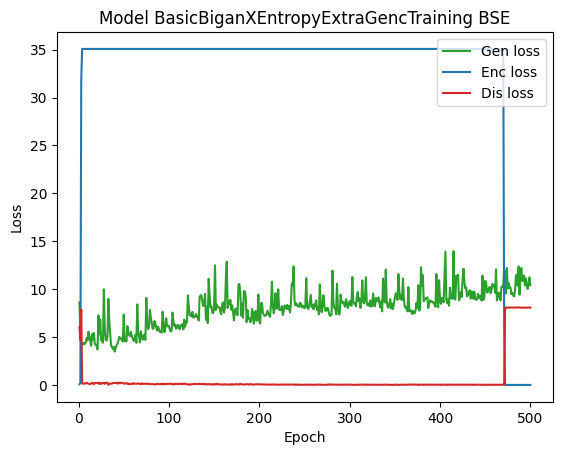 Model BasicBiganXEntropyExtraGencTraining BSE
Gen loss
Enc loss
Dis loss
35
30
25
20
15
10
5
0
Loss
0 100 200 300 400 500
Epoch